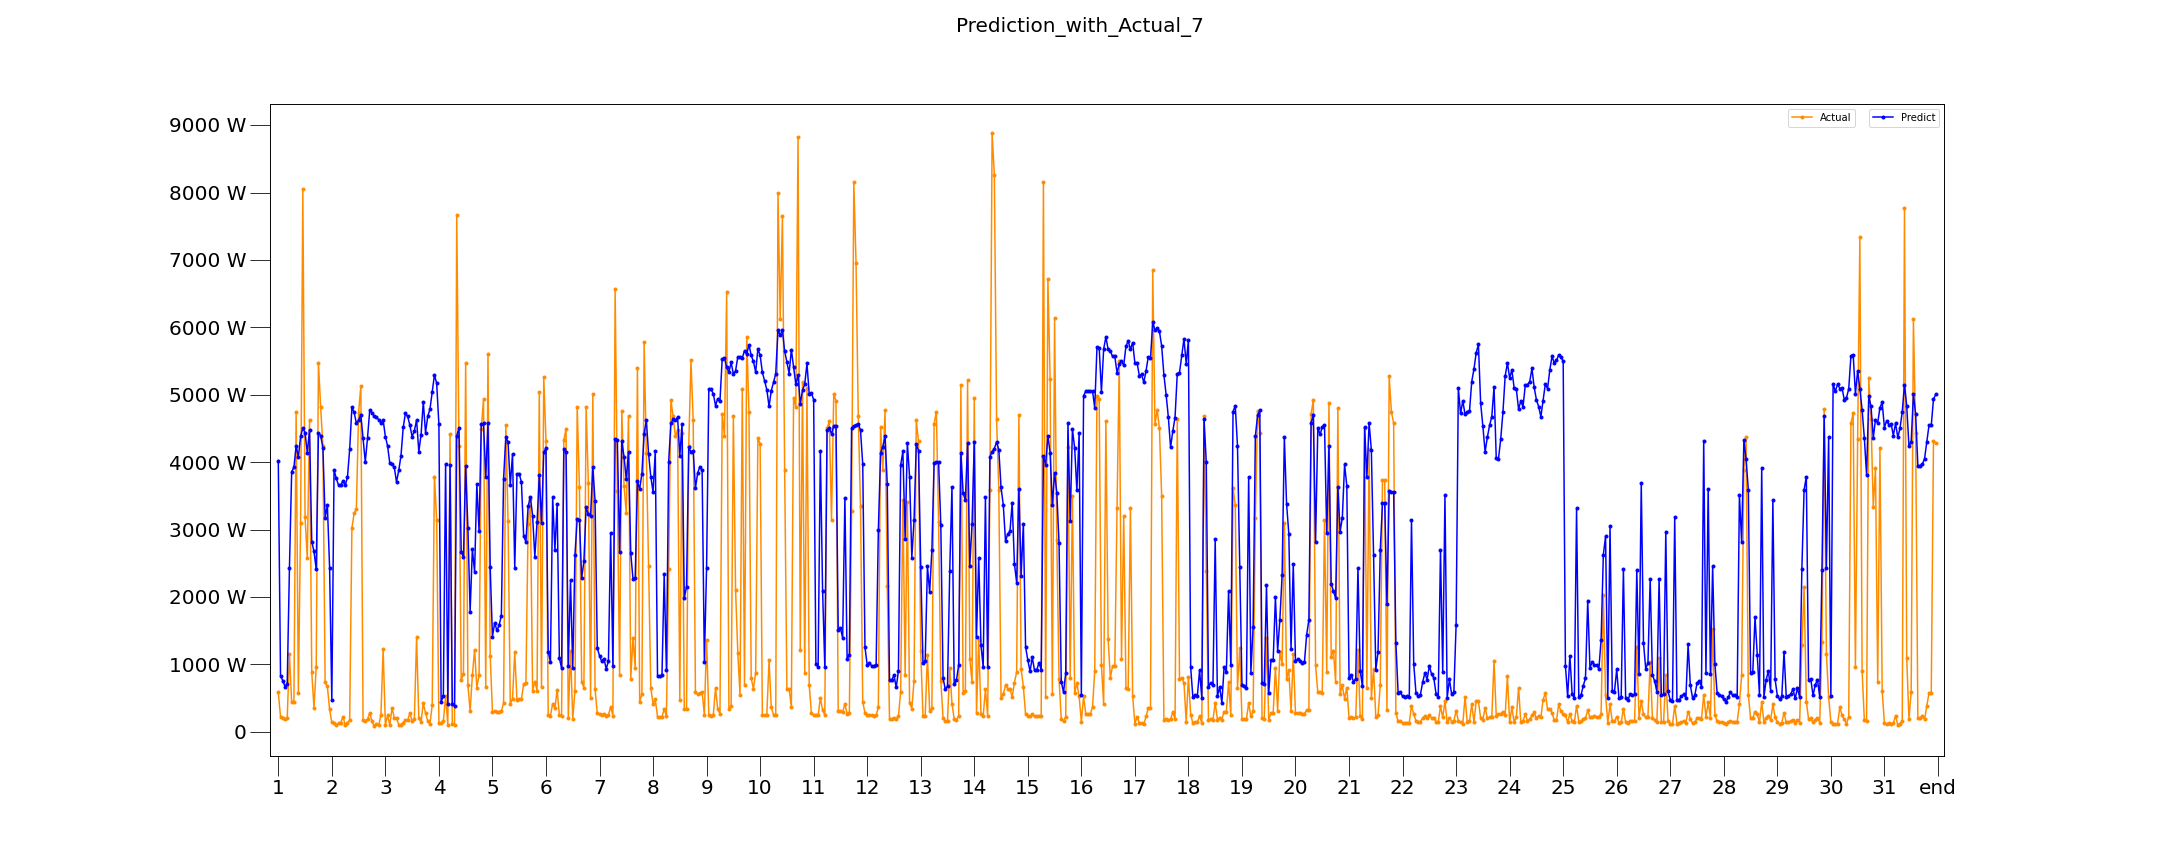 Prediction_with_Actual_7
Actual Predict
9000 W
8000 W
7000 W
6000 W
5000 W
4000 W
3000 W
2000 W
1000 W
0
1 2 3 4 5 6 7 8 9 10 11 12 13 14 15 16 17 18 19 20 21 22 23 24 25 26 27 28 29 30 31 end